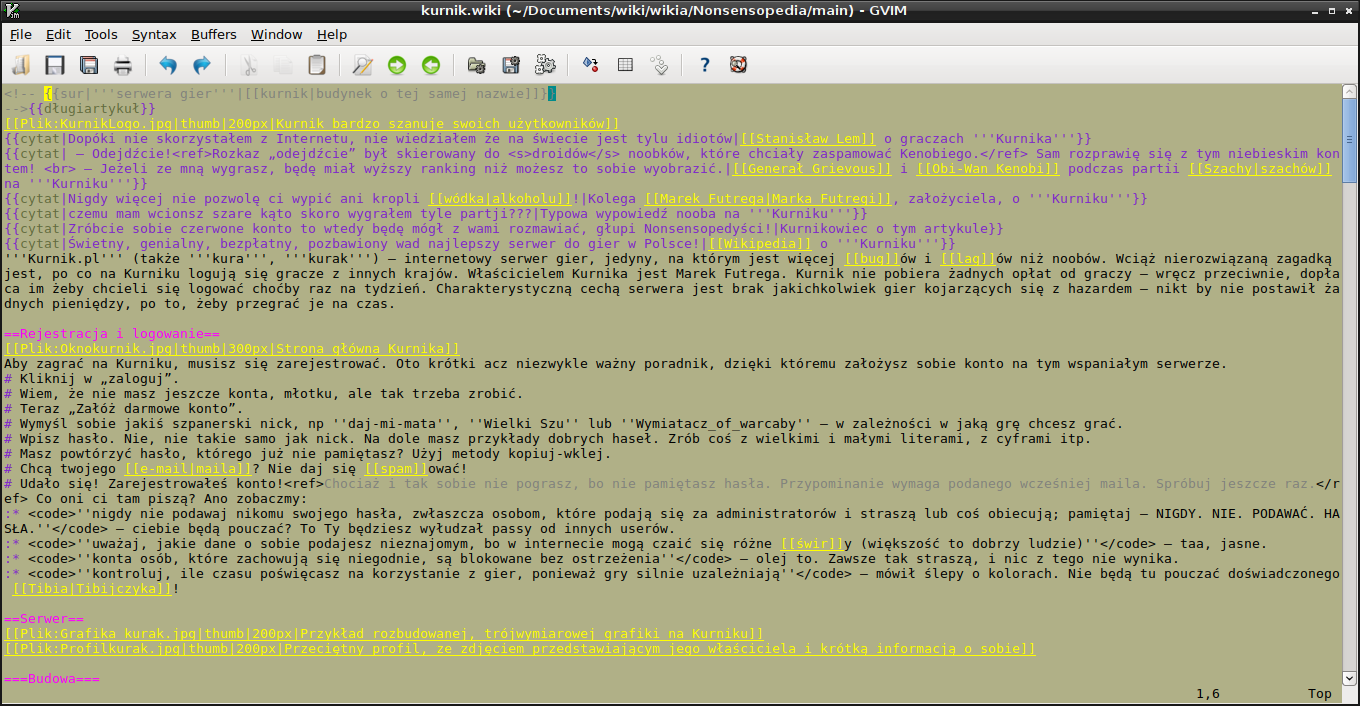 kurnik.wiki (~/Documents/wiki/wikia/Nonsensopedia/main) - GVIM
File Edit Tools Syntax Buffers Window Help
<!-- {{sur|'''serwera gier'''|[[kurnik|budynek o tej samej nazwie]]}}
-->{{długiartykuł}}
[[Plik:KurnikLogo.jpg|thumb|200px|Kurnik bardzo szanuje swoich użytkowników]]
{{cytat|Dopóki nie skorzystałem z Internetu, nie wiedziałem że na świecie jest tylu idiotów|[[Stanisław Lem]] o graczach '''Kurnika'''}}
{{cytat| – Odejdźcie!<ref>Rozkaz „odejdźcie” był skierowany do <s>droidów</s> noobków, które chciały zaspamować Kenobiego.</ref> Sam rozprawię się z tym niebieskim kon
tem! <br> – Jeżeli ze mną wygrasz, będę miał wyższy ranking niż możesz to sobie wyobrazić.|[[Generał Grievous]] i [[Obi-Wan Kenobi]] podczas partii [[Szachy|szachów]]
na '''Kurniku'''}}
{{cytat|Nigdy więcej nie pozwolę ci wypić ani kropli [[wódka|alkoholu]]!|Kolega [[Marek Futrega|Marka Futregi]], założyciela, o '''Kurniku'''}}
{{cytat|czemu mam wcionsz szare kąto skoro wygrałem tyle partji???|Typowa wypowiedź nooba na '''Kurniku'''}}
{{cytat|Zróbcie sobie czerwone konto to wtedy będę mógł z wami rozmawiać, głupi Nonsensopedyści!|Kurnikowiec o tym artykule}}
{{cytat|Świetny, genialny, bezpłatny, pozbawiony wad najlepszy serwer do gier w Polsce!|[[Wikipedia]] o '''Kurniku'''}}
'''Kurnik.pl''' (także '''kura''', '''kurak''') – internetowy serwer gier, jedyny, na którym jest więcej [[bug]]ów i [[lag]]ów niż noobów. Wciąż nierozwiązaną zagadką
jest, po co na Kurniku logują się gracze z innych krajów. Właścicielem Kurnika jest Marek Futrega. Kurnik nie pobiera żadnych opłat od graczy – wręcz przeciwnie, dopła
ca im żeby chcieli się logować choćby raz na tydzień. Charakterystyczną cechą serwera jest brak jakichkolwiek gier kojarzących się z hazardem – nikt by nie postawił ża
dnych pieniędzy, po to, żeby przegrać je na czas.
==Rejestracja i logowanie==
[[Plik:Oknokurnik.jpg|thumb|300px|Strona główna Kurnika]]
Aby zagrać na Kurniku, musisz się zarejestrować. Oto krótki acz niezwykle ważny poradnik, dzięki któremu założysz sobie konto na tym wspaniałym serwerze.
# Kliknij w „zaloguj”.
# Wiem, że nie masz jeszcze konta, młotku, ale tak trzeba zrobić.
# Teraz „Załóż darmowe konto”.
# Wymyśl sobie jakiś szpanerski nick, np ''daj-mi-mata'', ''Wielki Szu'' lub ''Wymiatacz_of_warcaby'' – w zależności w jaką grę chcesz grać.
# Wpisz hasło. Nie, nie takie samo jak nick. Na dole masz przykłady dobrych haseł. Zrób coś z wielkimi i małymi literami, z cyframi itp.
# Masz powtórzyć hasło, którego już nie pamiętasz? Użyj metody kopiuj-wklej.
# Chcą twojego [[e-mail|maila]]? Nie daj się [[spam]]ować!
# Udało się! Zarejestrowałeś konto!<ref>Chociaż i tak sobie nie pograsz, bo nie pamiętasz hasła. Przypominanie wymaga podanego wcześniej maila. Spróbuj jeszcze raz.</r
ef> Co oni ci tam piszą? Ano zobaczmy:
:* <code>''nigdy nie podawaj nikomu swojego hasła, zwłaszcza osobom, które podają się za administratorów i straszą lub coś obiecują; pamiętaj – NIGDY. NIE. PODAWAĆ. HA
SŁA.''</code> – ciebie będą pouczać? To Ty będziesz wyłudzał passy od innych userów.
:* <code>''uważaj, jakie dane o sobie podajesz nieznajomym, bo w internecie mogą czaić się różne [[świr]]y (większość to dobrzy ludzie)''</code> – taa, jasne.
:* <code>''konta osób, które zachowują się niegodnie, są blokowane bez ostrzeżenia''</code> – olej to. Zawsze tak straszą, i nic z tego nie wynika.
:* <code>''kontroluj, ile czasu poświęcasz na korzystanie z gier, ponieważ gry silnie uzależniają''</code> – mówił ślepy o kolorach. Nie będą tu pouczać doświadczonego
[[Tibia|Tibijczyka]]!
==Serwer==
[[Plik:Grafika kurak.jpg|thumb|200px|Przykład rozbudowanej, trójwymiarowej grafiki na Kurniku]]
[[Plik:Profilkurak.jpg|thumb|200px|Przeciętny profil, ze zdjęciem przedstawiającym jego właściciela i krótką informacją o sobie]]
===Budowa===
1,6 Top